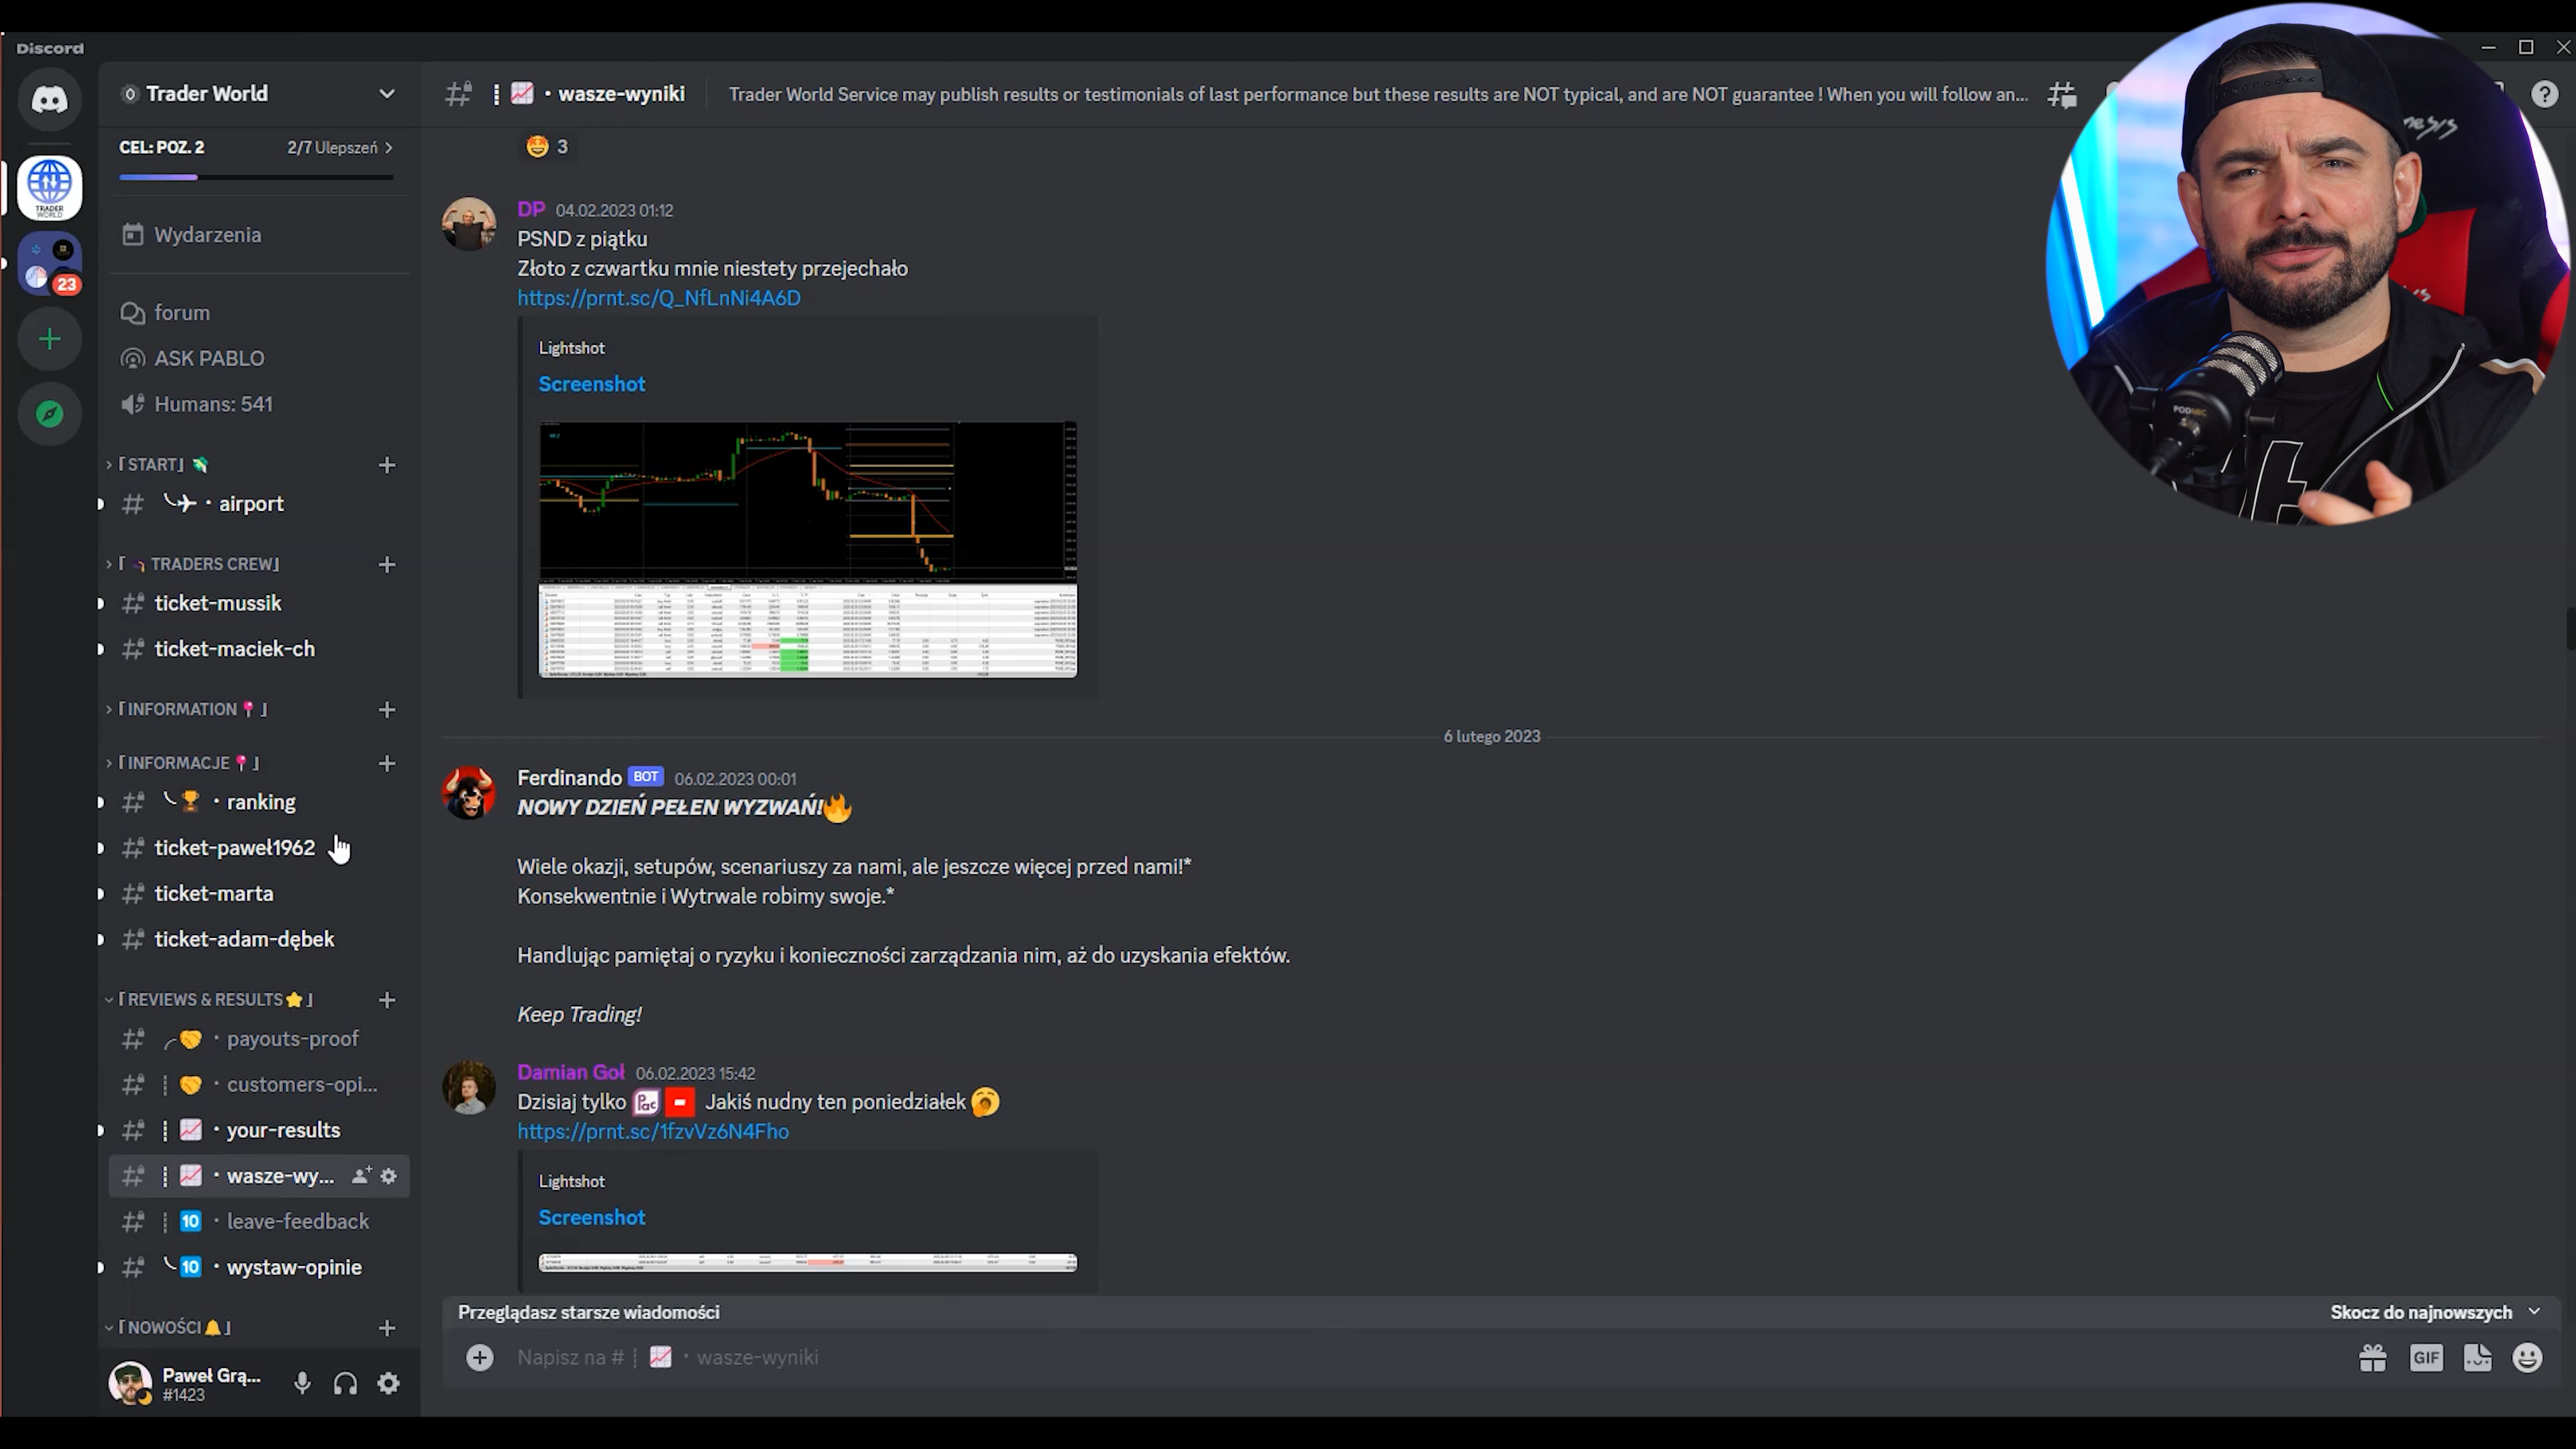 Discord
Trader World
CEL: POZ. 2
2/7 Ulepszeń
Wydarzenia
forum
ASK PABLO
Humans: 541
「START」
airport
「TRADERS CREW」
ticket-mussik
ticket-maciek-ch
「INFORMATION」
「INFORMACJE」
ranking
ticket-paweł1962
ticket-marta
ticket-adam-dębek
「REVIEWS & RESULTS⭐」
payouts-proof
customers-opi...
your-results
wasze-wy...
10 leave-feedback
10 wystaw-opinie
「NOWOŚCI🔔」
Paweł Grą...
#1423
TRADER
WORLD
23
wasze-wyniki
Trader World Service may publish results or testimonials of last performance but these results are NOT typical, and are NOT guarantee ! When you will follow an...
🤩 3
DP 04.02.2023 01:12
PSND z piątku
Złoto z czwartku mnie niestety przejechało
https://prnt.sc/Q_NfLnNi4A6D
Lightshot
Screenshot
6 lutego 2023
Ferdinando BOT 06.02.2023 00:01
NOWY DZIEŃ PEŁEN WYZWAŃ!🔥
Wiele okazji, setupów, scenariuszy za nami, ale jeszcze więcej przed nami!*
Konsekwentnie i Wytrwale robimy swoje.*
Handlując pamiętaj o ryzyku i konieczności zarządzania nim, aż do uzyskania efektów.
Keep Trading!
Damian Goł 06.02.2023 15:42
Dzisiaj tylko Pac - Jakiś nudny ten poniedziałek 🥱
https://prnt.sc/1fzvVz6N4Fho
Lightshot
Screenshot
Przeglądasz starsze wiadomości
Skocz do najnowszych
Napisz na # wasze-wyniki
GIF
PODMIC